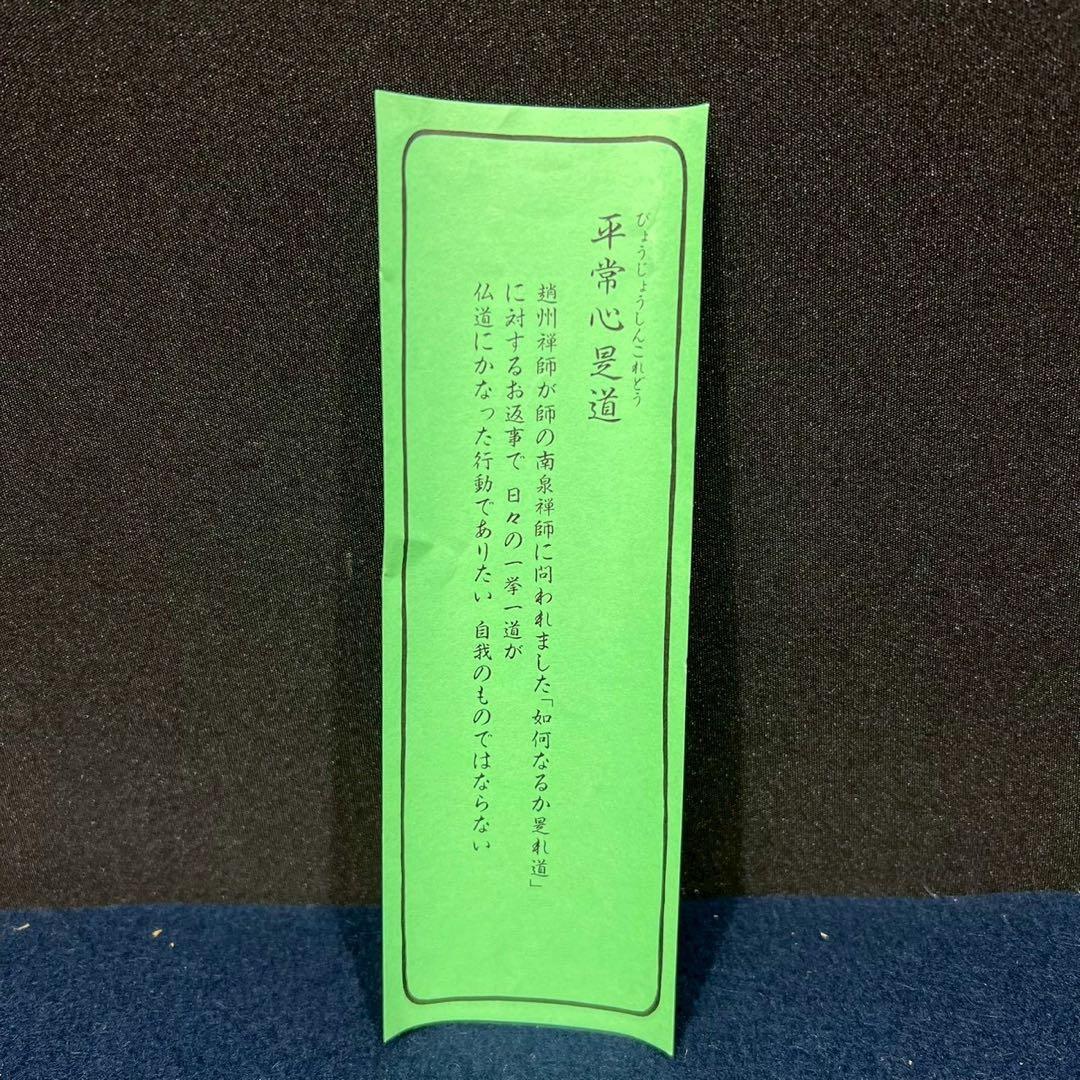 びょうじょうしんこれどう
平常心是道
趙州禅師が師の南泉禅師に問われました「如何なるか是れ道」
に対するお返事で 日々の一挙一道が
仏道にかなった行動でありたい 自我のものではならない